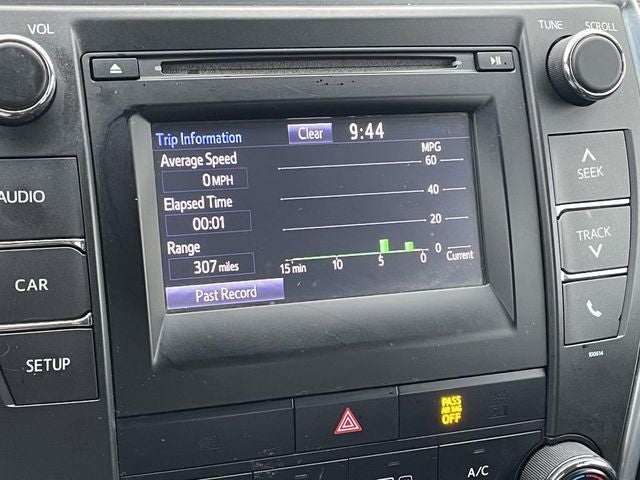 VOL
TUNE SCROLL
AUDIO
CAR
SETUP
SEEK
TRACK
100614
Trip Information
Clear
9:44
Average Speed
0 MPH
Elapsed Time
00:01
Range
307 miles
Past Record
MPG
60
40
20
0
15 min 10 5 0 Current
PASS
AIR BAG
OFF
A/C